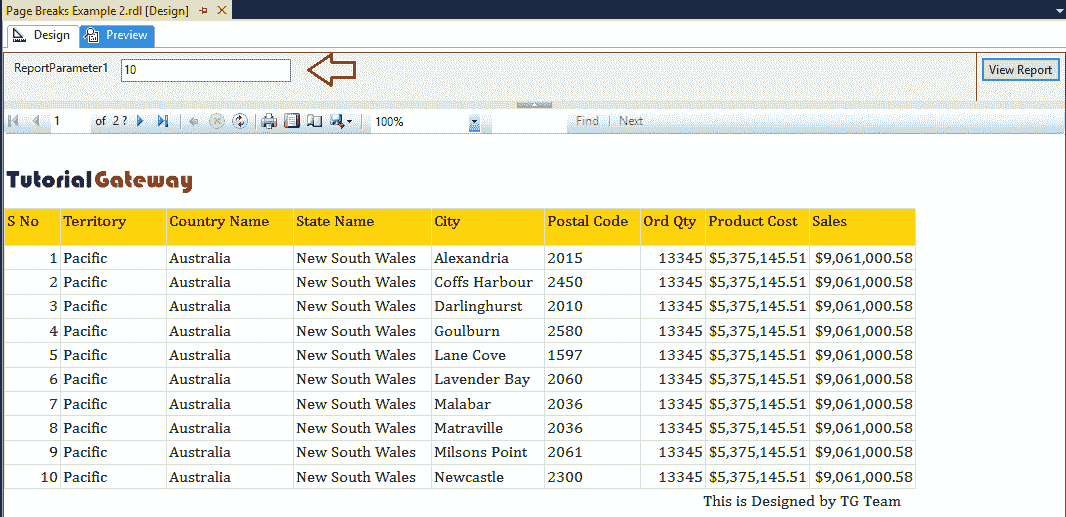 Page Breaks Example 2.rdl [Design]
Design Preview
ReportParameter1 10 View Report
1 of 2 ? 100% Find | Next
TutorialGateway
S No Territory Country Name State Name City Postal Code Ord Qty Product Cost Sales
1 Pacific Australia New South Wales Alexandria 2015 13345 $5,375,145.51 $9,061,000.58
2 Pacific Australia New South Wales Coffs Harbour 2450 13345 $5,375,145.51 $9,061,000.58
3 Pacific Australia New South Wales Darlinghurst 2010 13345 $5,375,145.51 $9,061,000.58
4 Pacific Australia New South Wales Goulburn 2580 13345 $5,375,145.51 $9,061,000.58
5 Pacific Australia New South Wales Lane Cove 1597 13345 $5,375,145.51 $9,061,000.58
6 Pacific Australia New South Wales Lavender Bay 2060 13345 $5,375,145.51 $9,061,000.58
7 Pacific Australia New South Wales Malabar 2036 13345 $5,375,145.51 $9,061,000.58
8 Pacific Australia New South Wales Matraville 2036 13345 $5,375,145.51 $9,061,000.58
9 Pacific Australia New South Wales Milsons Point 2061 13345 $5,375,145.51 $9,061,000.58
10 Pacific Australia New South Wales Newcastle 2300 13345 $5,375,145.51 $9,061,000.58
This is Designed by TG Team